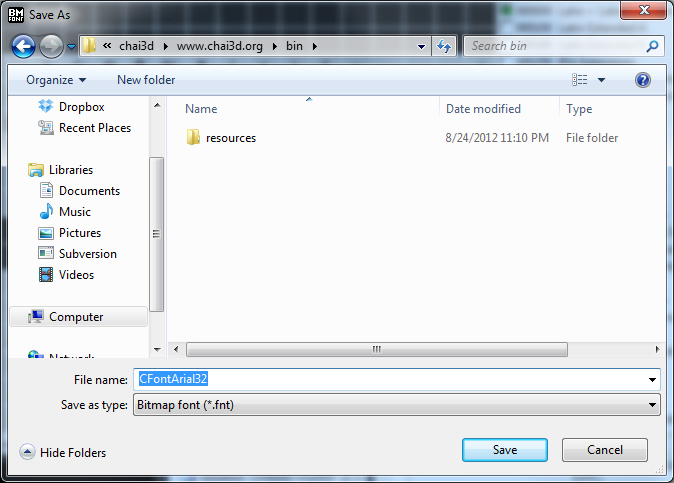 BM FONT Save As
« chai3d www.chai3d.org bin Search bin
Organize New folder
Name Date modified Type
Dropbox
Recent Places
resources 8/24/2012 11:10 PM File folder
Libraries
Documents
Music
Pictures
Subversion
Videos
Computer
Network
File name: CFontArial32
Save as type: Bitmap font (*.fnt)
Hide Folders Save Cancel